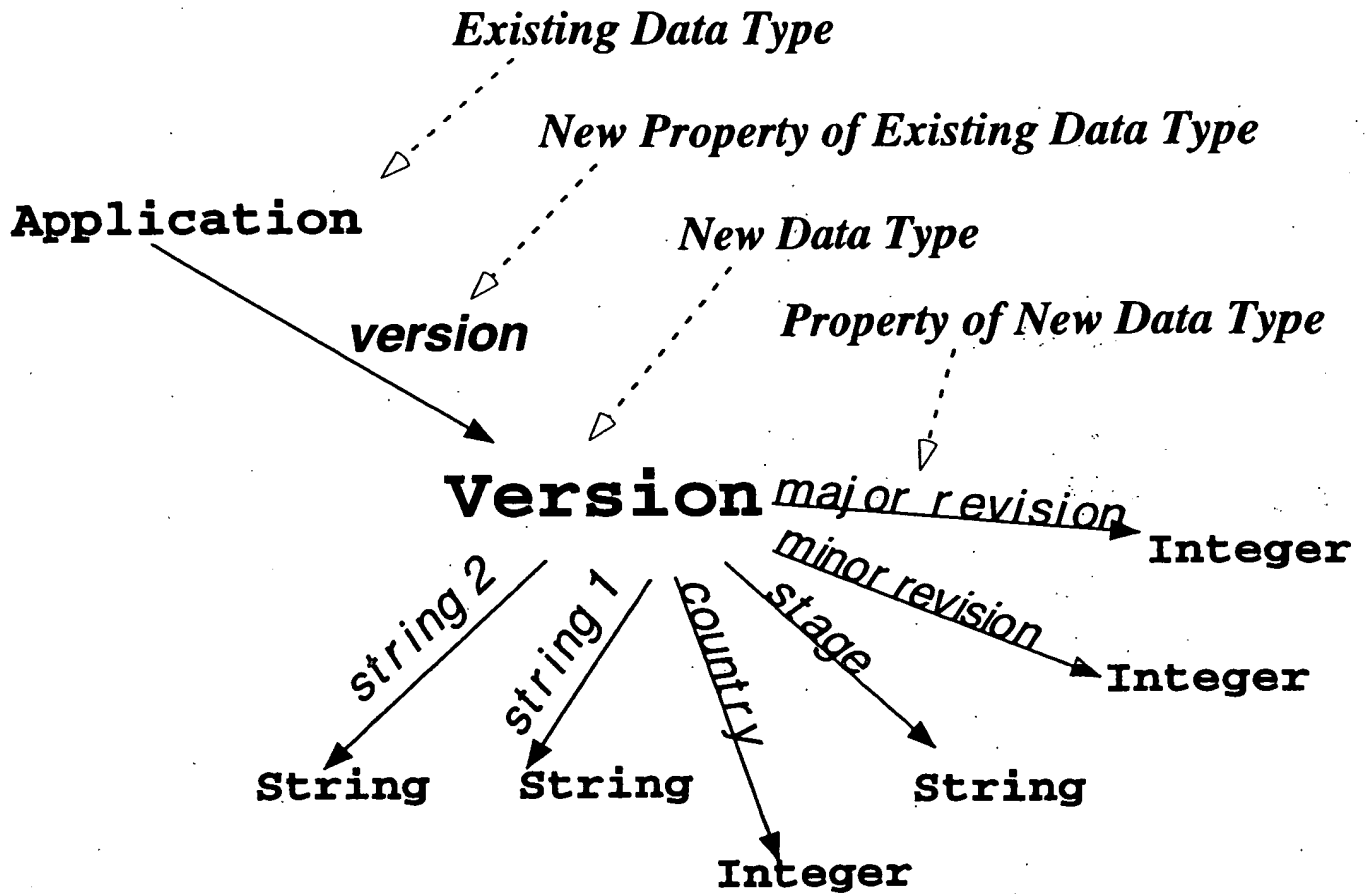 Existing Data Type
New Property of Existing Data Type
Application
New Data Type
version
Property of New Data Type
Version
major revision
Integer
minor revision
Integer
string 2
string 1
country
stage
String
String
String
Integer